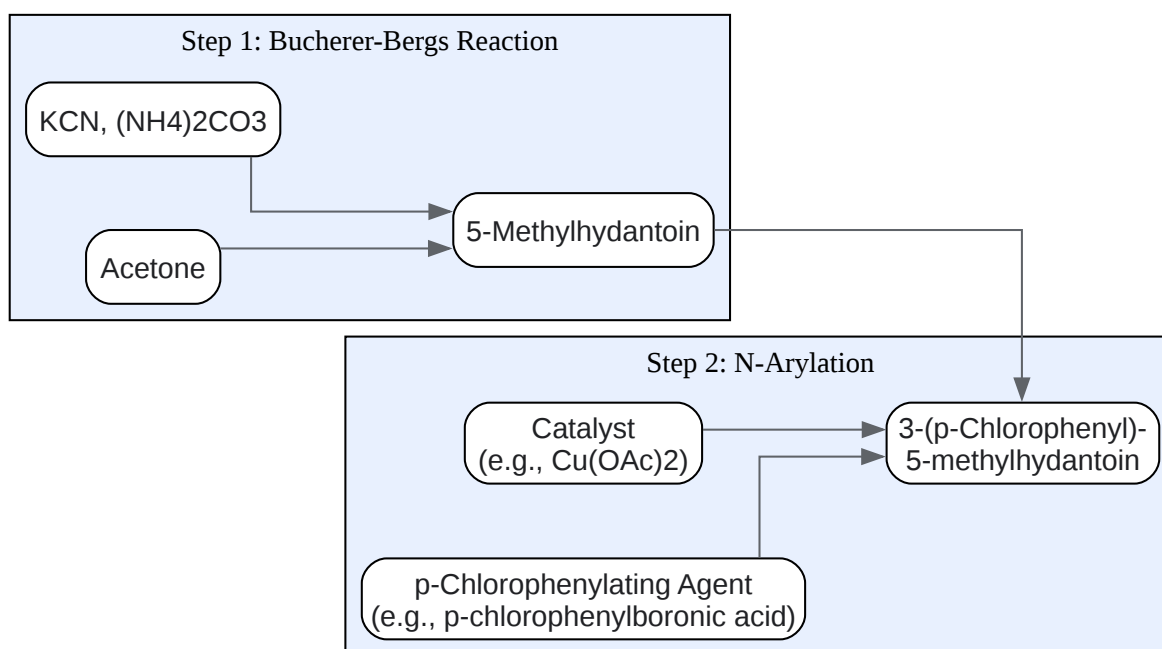 Step 1: Bucherer-Bergs Reaction
KCN, (NH4)2CO3
5-Methylhydantoin
Acetone
Step 2: N-Arylation
Catalyst
(e.g., Cu(OAc)2)
3-(p-Chlorophenyl)-
5-methylhydantoin
p-Chlorophenylating Agent
(e.g., p-chlorophenylboronic acid)